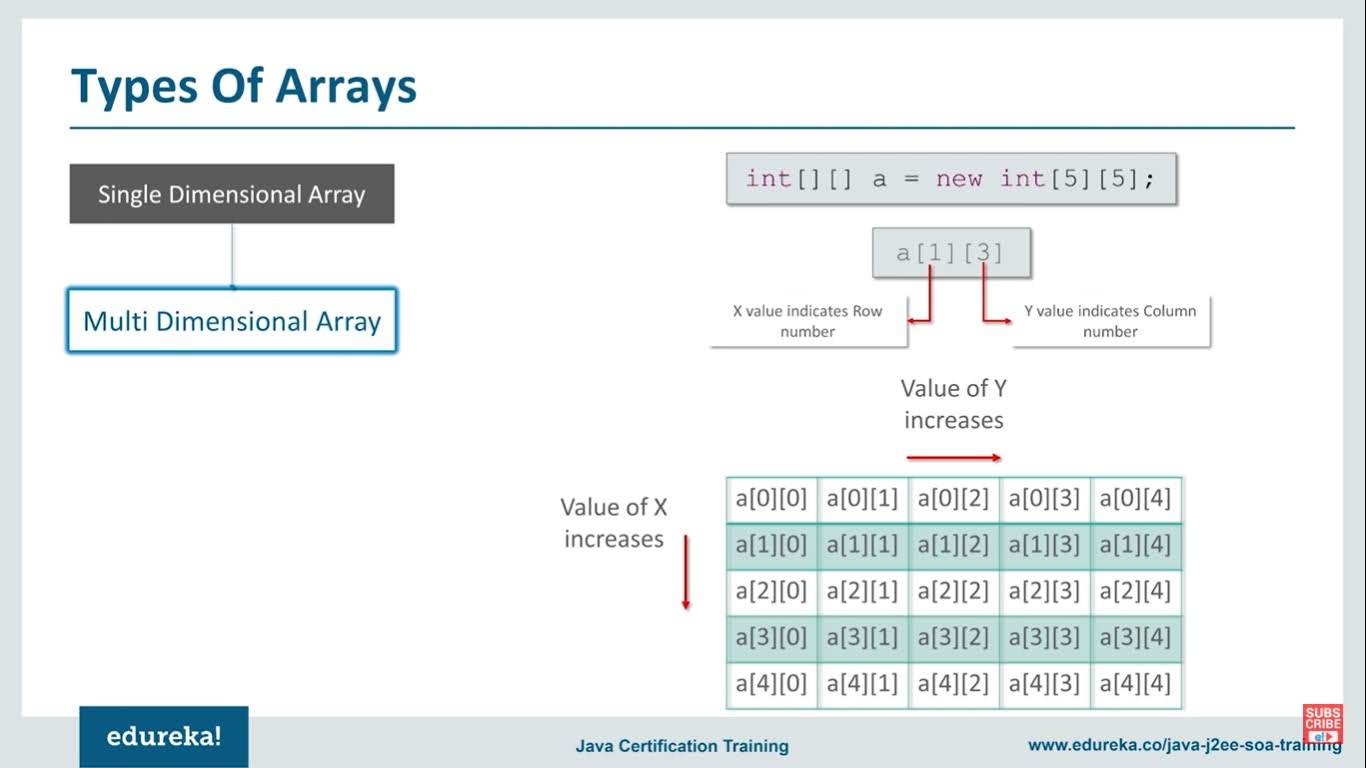 Types Of Arrays
Single Dimensional Array
Multi Dimensional Array
int[][] a = new int[5][5];
a[1][3]
X value indicates Row
number
Y value indicates Column
number
Value of Y
increases
Value of X
increases
a[0][0] a[0][1] a[0][2] a[0][3] a[0][4]
a[1][0] a[1][1] a[1][2] a[1][3] a[1][4]
a[2][0] a[2][1] a[2][2] a[2][3] a[2][4]
a[3][0] a[3][1] a[3][2] a[3][3] a[3][4]
a[4][0] a[4][1] a[4][2] a[4][3] a[4][4]
edureka!
Java Certification Training
www.edureka.co/java-j2ee-soa-training
SUBS
CRIBE
e!